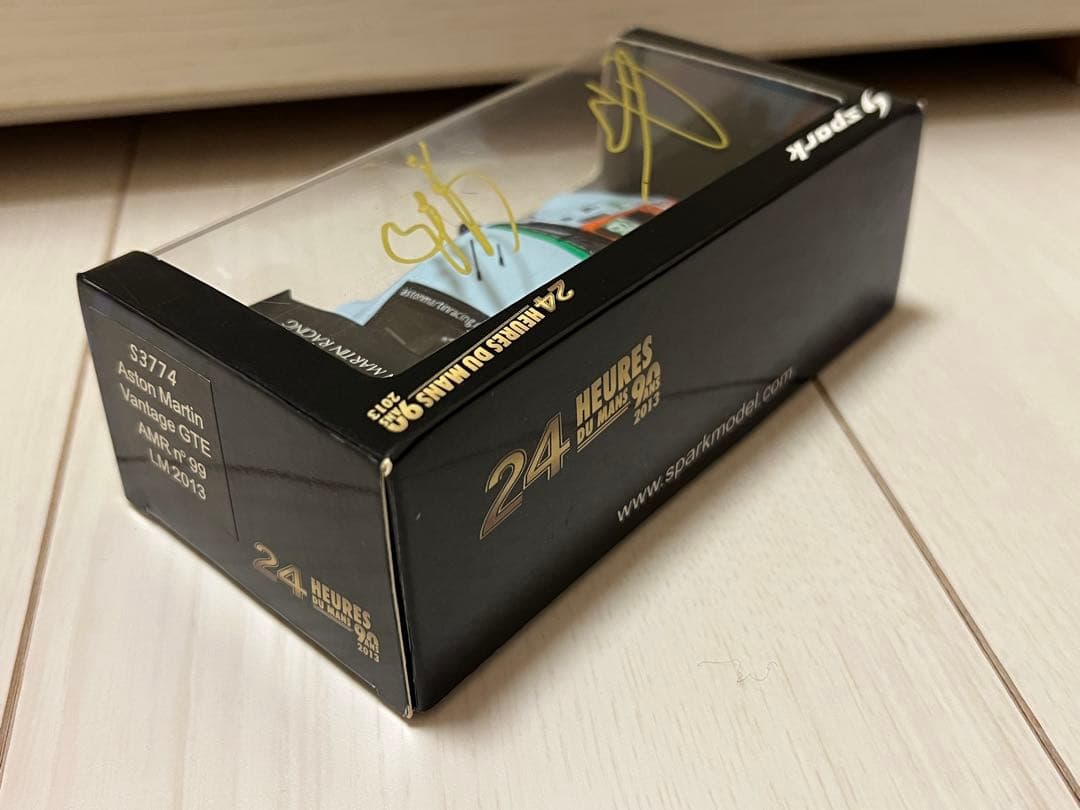 spark
24 HEURES DU MANS 90 ANS
2013
MARTIN RACING
S3774
Aston Martin
Vantage GTE
AMR n° 99
LM 2013
24 HEURES
DU MANS 90 ANS
2013
24 HEURES
DU MANS 90 ANS
2013
www.sparkmodel.com